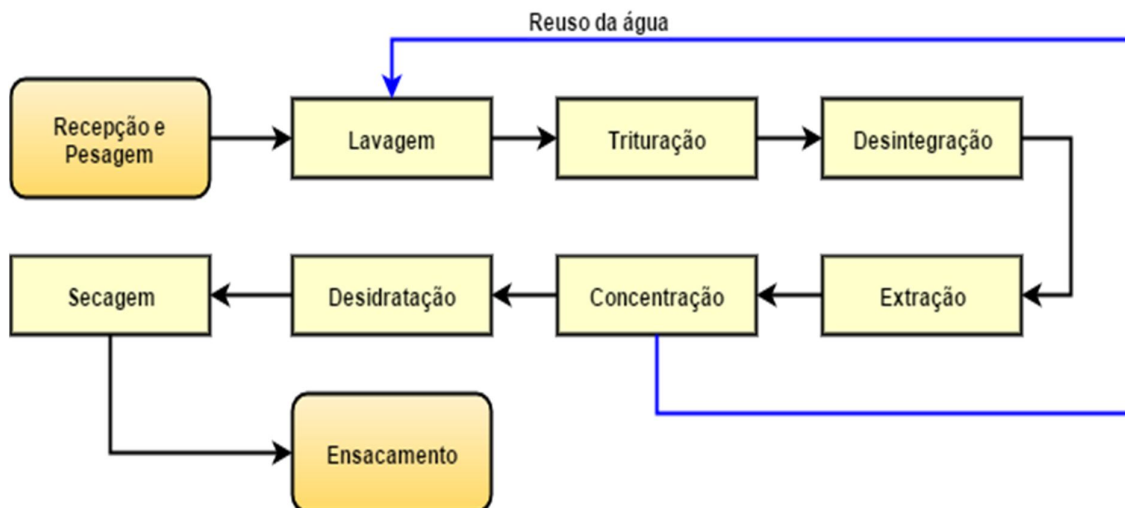 Reuso da água
Recepção e
Pesagem
Lavagem
Trituração
Desintegração
Extração
Concentração
Desidratação
Secagem
Ensacamento